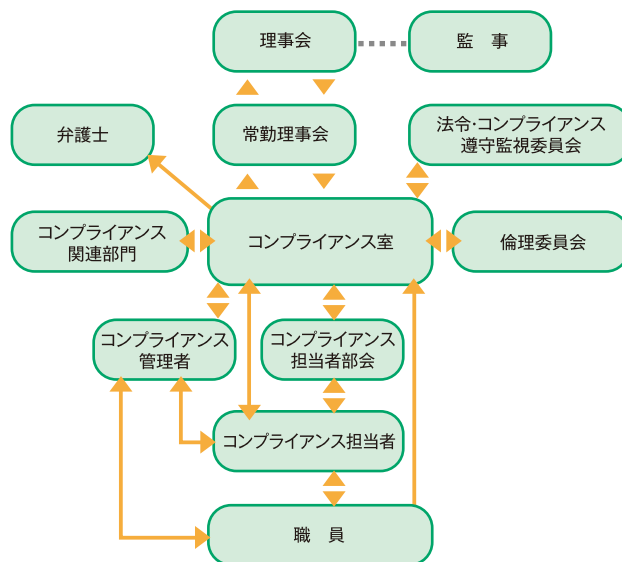 理事会
監　事
弁護士
常勤理事会
法令・コンプライアンス
遵守監視委員会
コンプライアンス
関連部門
コンプライアンス室
倫理委員会
コンプライアンス
管理者
コンプライアンス
担当者部会
コンプライアンス担当者
職　員